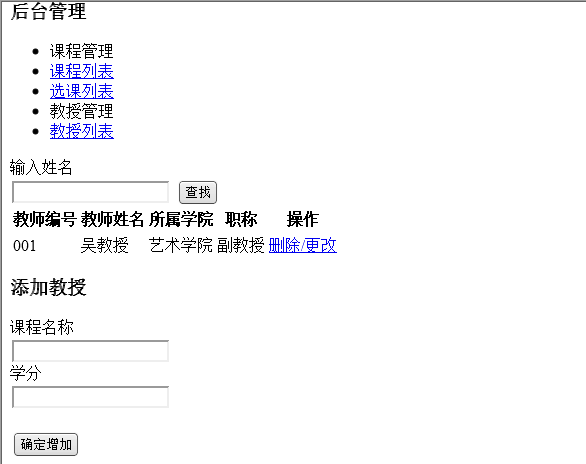 后台管理
课程管理
课程列表
选课列表
教授管理
教授列表
输入姓名
查找
教师编号 教师姓名 所属学院 职称 操作
001 吴教授 艺术学院 副教授 删除/更改
添加教授
课程名称
学分
确定增加